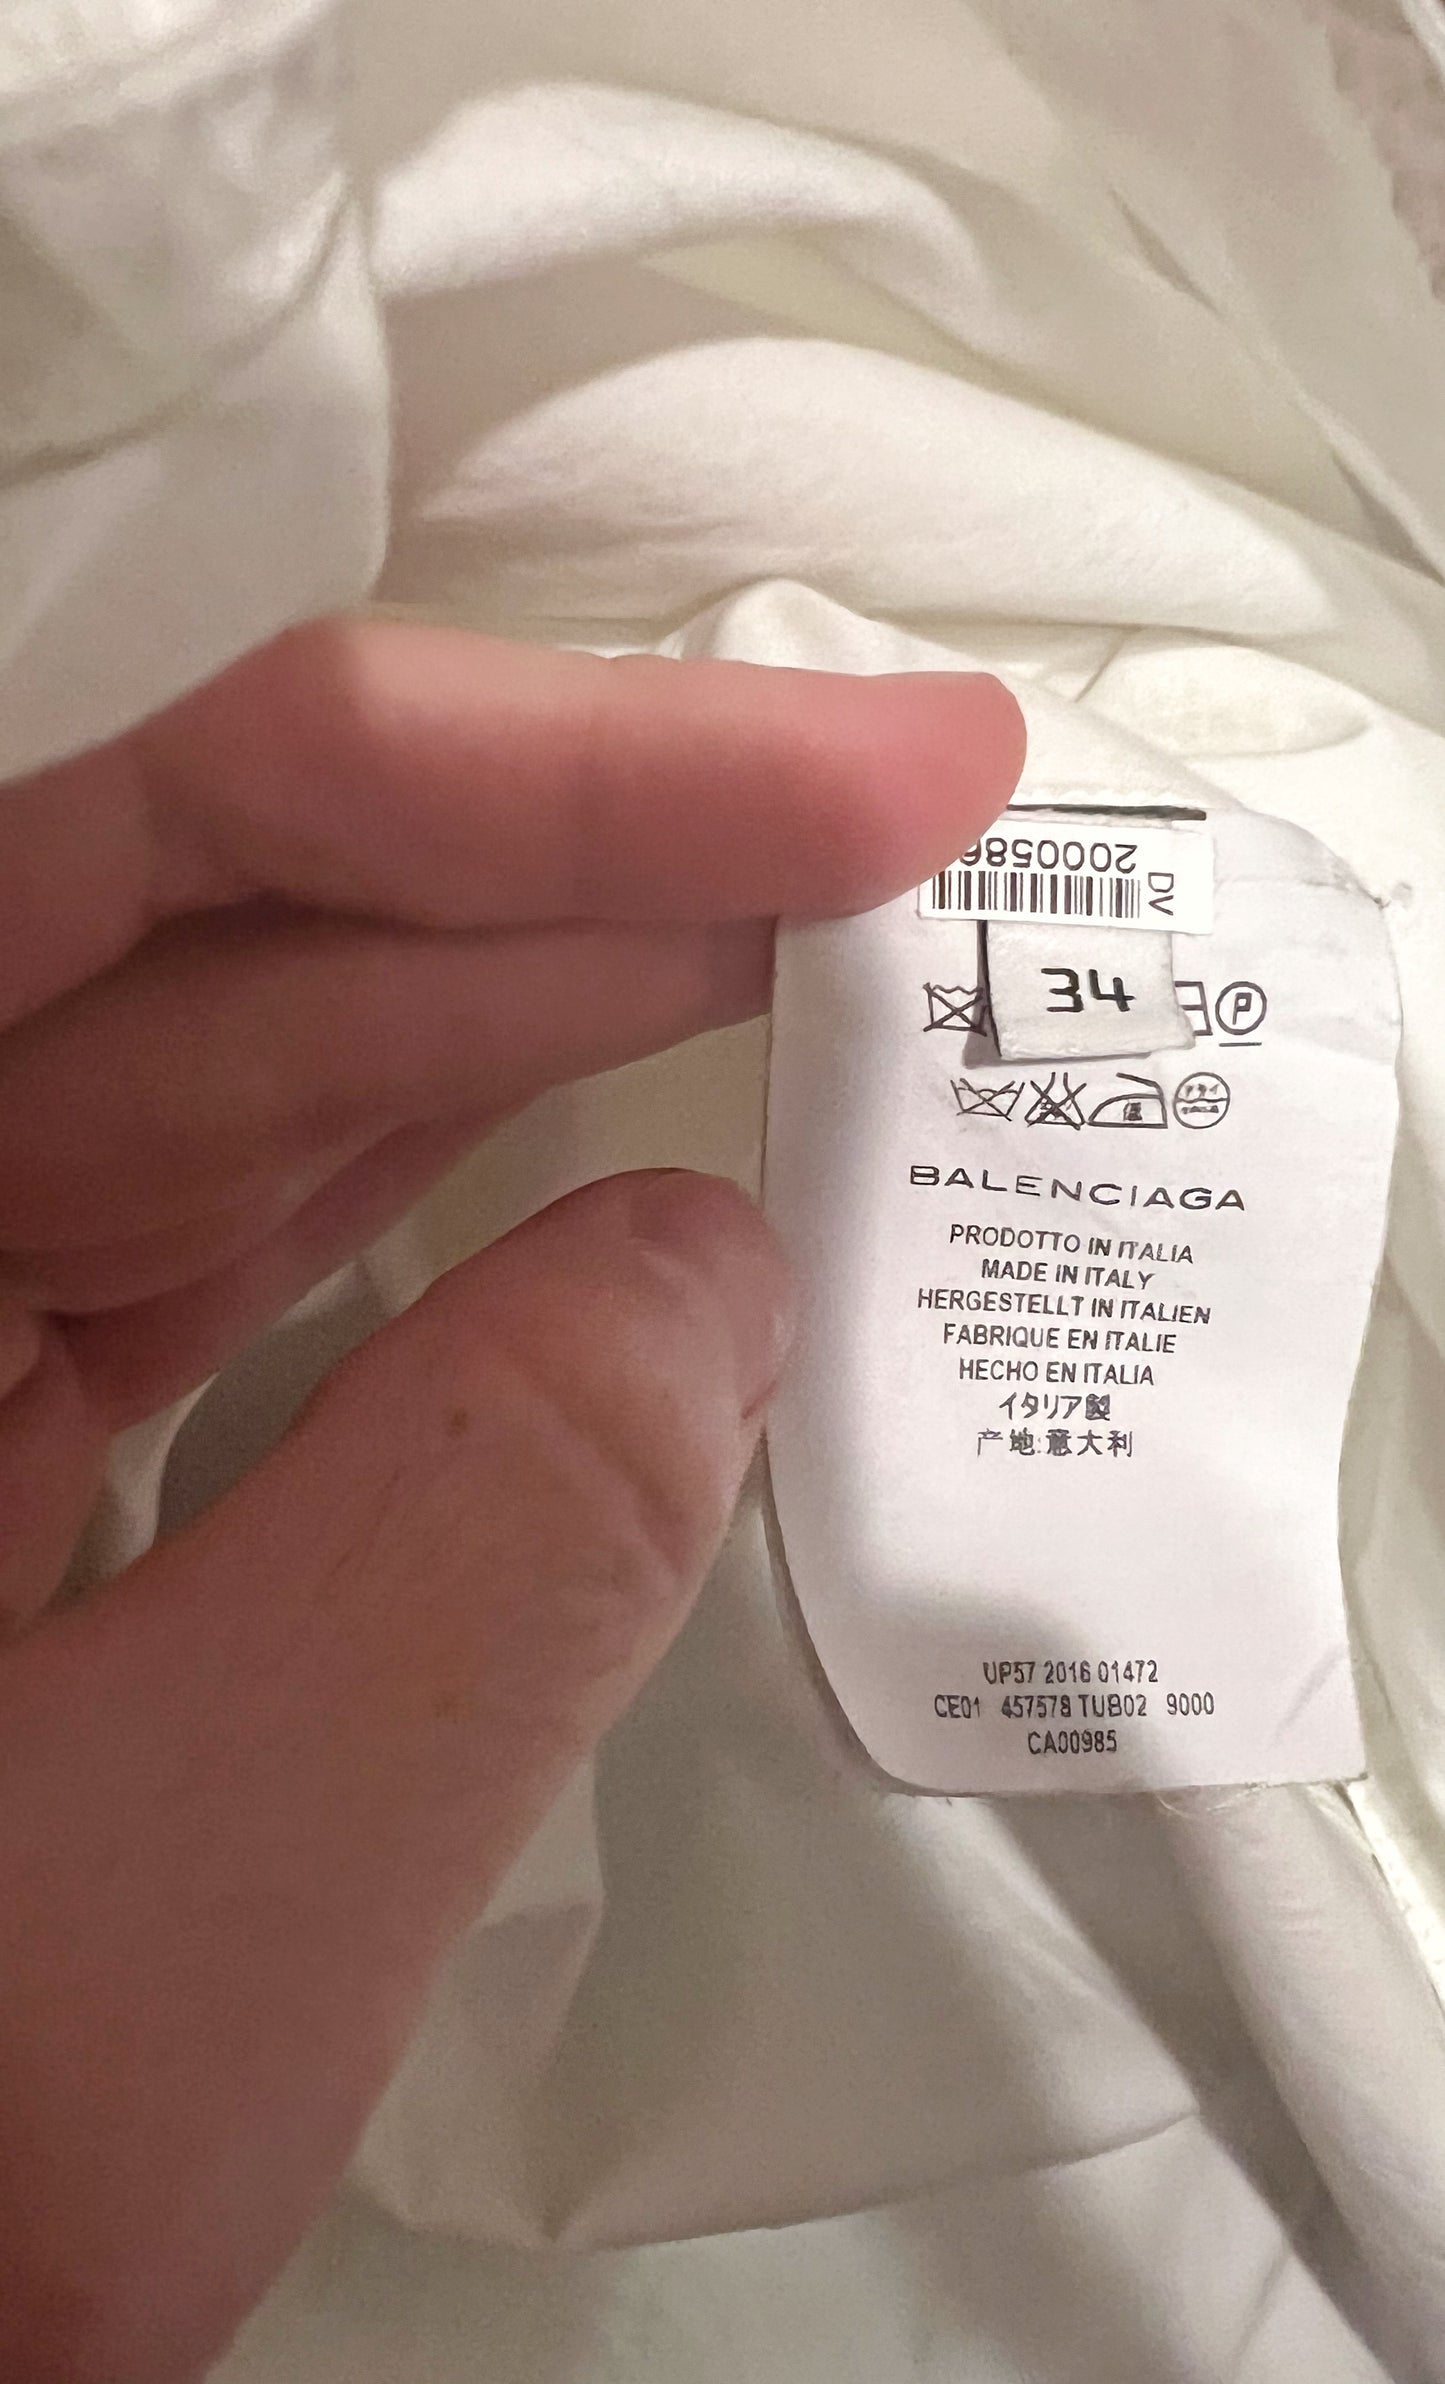 2000586
DV
34
P
BALENCIAGA
PRODOTTO IN ITALIA
MADE IN ITALY
HERGESTELLT IN ITALIEN
FABRIQUE EN ITALIE
HECHO EN ITALIA
イタリア製
产地:意大利
UP57 2016 01472
CE01 457578 TUB02 9000
CA00985